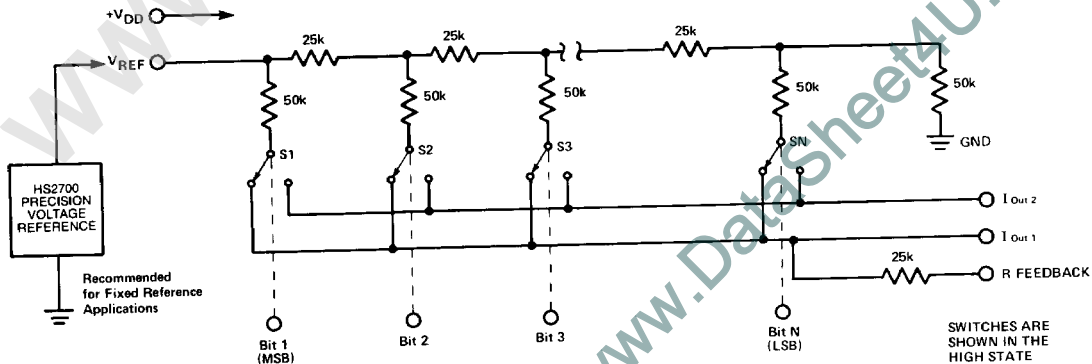 +VDD
VREF
25k
25k
25k
50k
50k
50k
50k
50k
GND
S1
S2
S3
SN
HS2700
PRECISION
VOLTAGE
REFERENCE
I Out 2
I Out 1
25k
R FEEDBACK
Recommended
for Fixed Reference
Applications
Bit 1
(MSB)
Bit 2
Bit 3
Bit N
(LSB)
SWITCHES ARE
SHOWN IN THE
HIGH STATE
www.DataSheet4U.